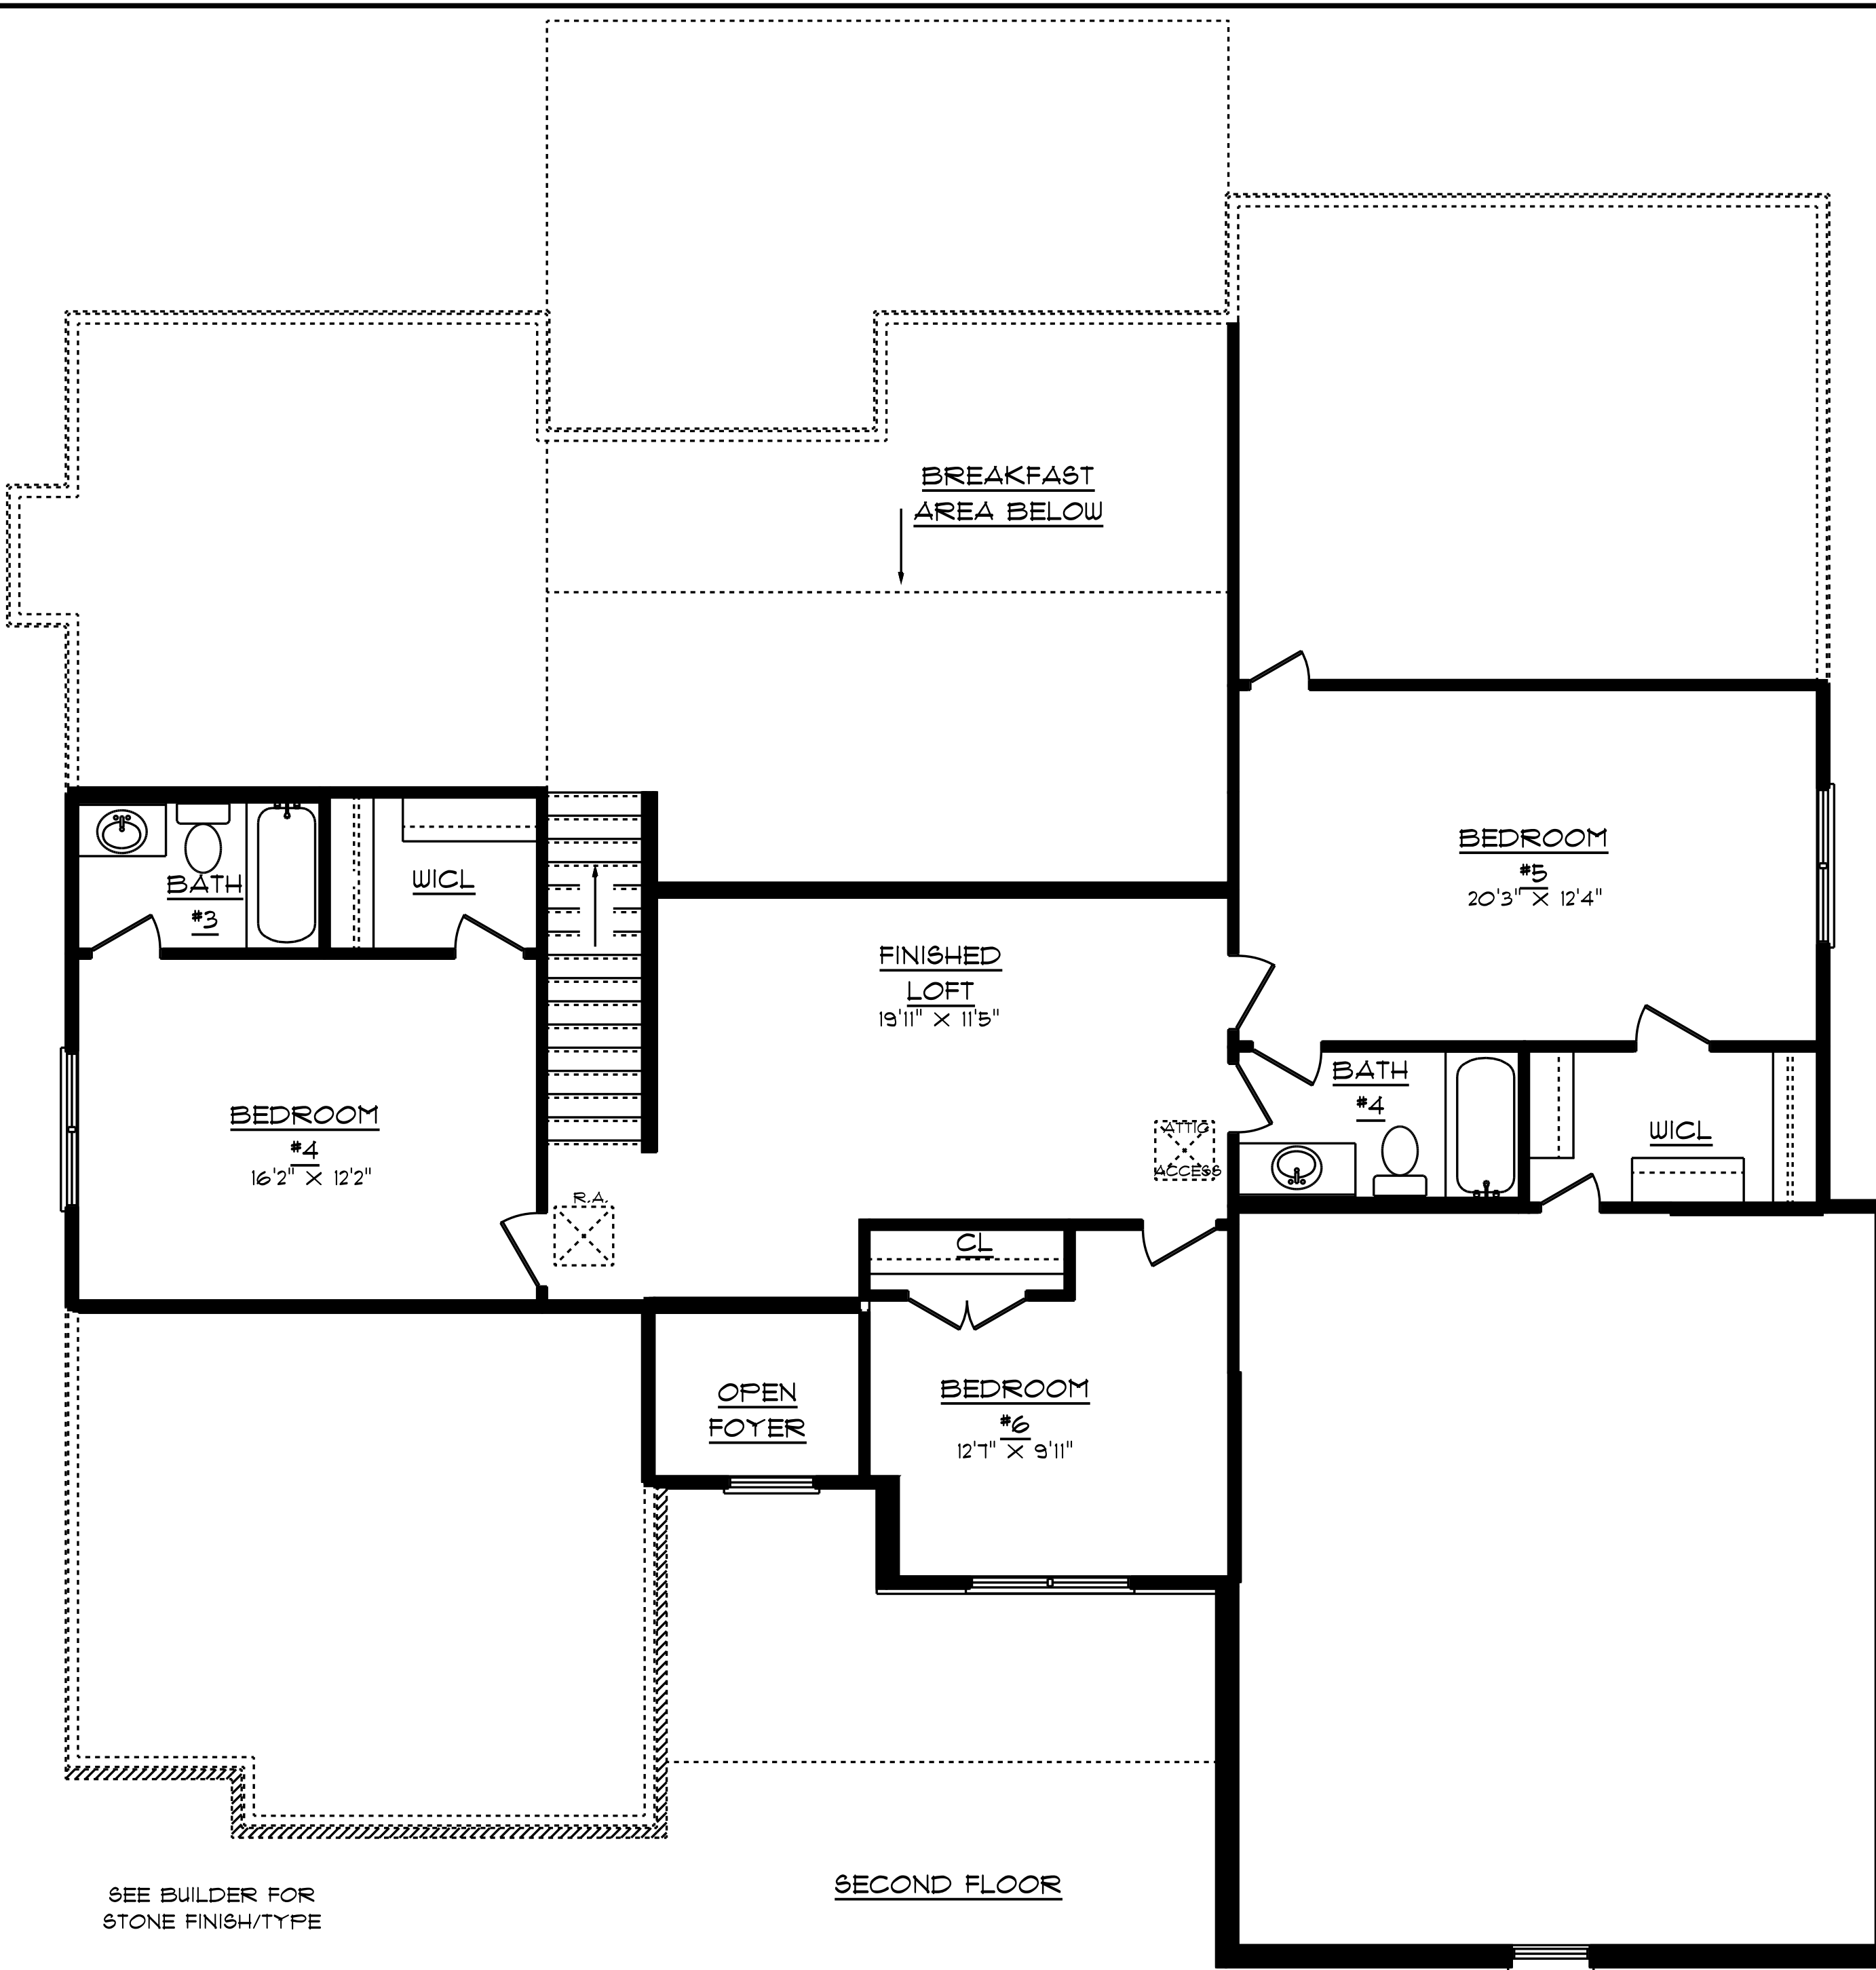 BREAKFAST
AREA BELOW
BEDROOM
#5
20'3" X 12'4"
BATH
#3
WICL
FINISHED
LOFT
19'11" X 11'5"
BEDROOM
#4
16'2" X 12'2"
R.A.
ATTIC
ACCESS
BATH
#4
WICL
CL
OPEN
FOYER
BEDROOM
#6
12'7" X 9'11"
SECOND FLOOR
SEE BUILDER FOR
STONE FINISH/TYPE